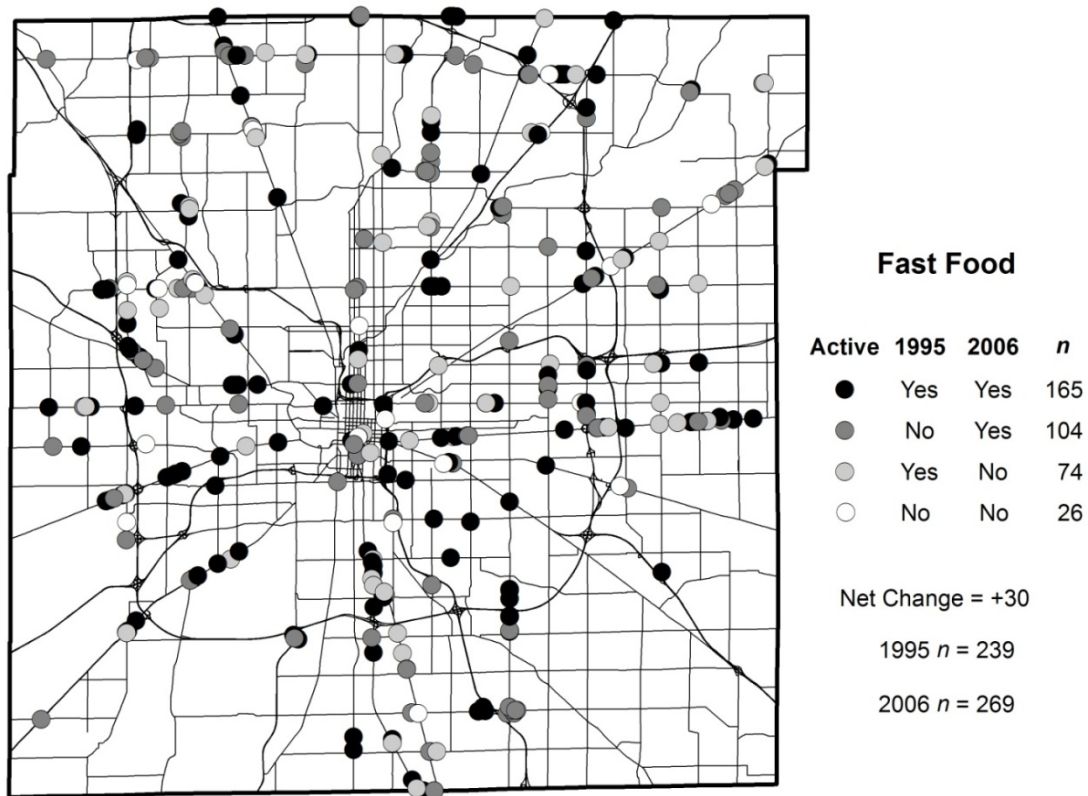 Fast Food
Active 1995 2006 n
Yes Yes 165
No Yes 104
Yes No 74
No No 26
Net Change = +30
1995 n = 239
2006 n = 269